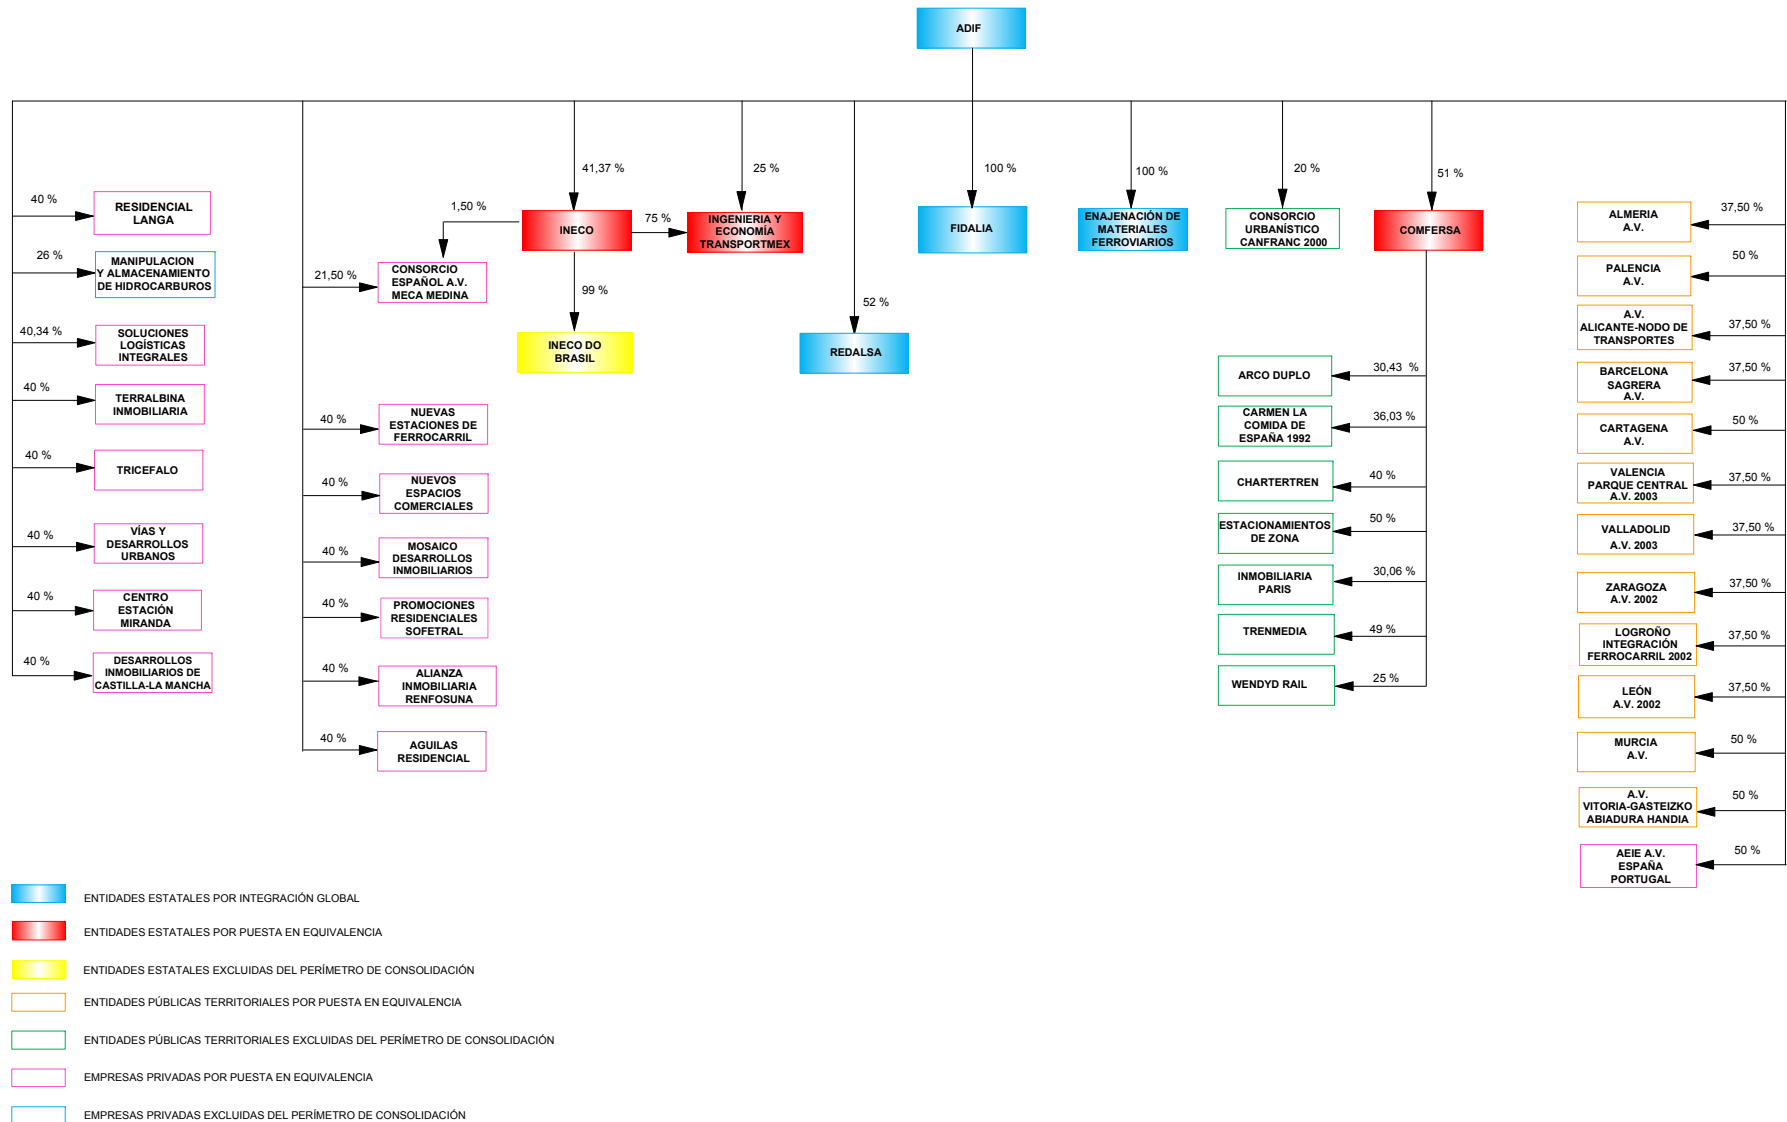 ADIF
40 %
RESIDENCIAL
LANGA
26 %
MANIPULACION
Y ALMACENAMIENTO
DE HIDROCARBUROS
40,34 %
SOLUCIONES
LOGÍSTICAS
INTEGRALES
40 %
TERRALBINA
INMOBILIARIA
40 %
TRICEFALO
40 %
VÍAS Y
DESARROLLOS
URBANOS
40 %
CENTRO
ESTACIÓN
MIRANDA
40 %
DESARROLLOS
INMOBILIARIOS DE
CASTILLA-LA MANCHA
21,50 %
CONSORCIO
ESPAÑOL A.V.
MECA MEDINA
40 %
NUEVAS
ESTACIONES DE
FERROCARRIL
40 %
NUEVOS
ESPACIOS
COMERCIALES
40 %
MOSAICO
DESARROLLOS
INMOBILIARIOS
40 %
PROMOCIONES
RESIDENCIALES
SOFETRAL
40 %
ALIANZA
INMOBILIARIA
RENFOSUNA
40 %
AGUILAS
RESIDENCIAL
41,37 %
1,50 %
INECO
75 %
99 %
INECO DO
BRASIL
25 %
INGENIERIA Y
ECONOMÍA
TRANSPORTMEX
52 %
REDALSA
100 %
FIDALIA
100 %
ENAJENACIÓN DE
MATERIALES
FERROVIARIOS
20 %
CONSORCIO
URBANÍSTICO
CANFRANC 2000
51 %
COMFERSA
ARCO DUPLO
30,43 %
CARMEN LA
COMIDA DE
ESPAÑA 1992
36,03 %
CHARTERTREN
40 %
ESTACIONAMIENTOS
DE ZONA
50 %
INMOBILIARIA
PARIS
30,06 %
TRENMEDIA
49 %
WENDYD RAIL
25 %
ALMERIA
A.V.
37,50 %
PALENCIA
A.V.
50 %
A.V.
ALICANTE-NODO DE
TRANSPORTES
37,50 %
BARCELONA
SAGRERA
A.V.
37,50 %
CARTAGENA
A.V.
50 %
VALENCIA
PARQUE CENTRAL
A.V. 2003
37,50 %
VALLADOLID
A.V. 2003
37,50 %
ZARAGOZA
A.V. 2002
37,50 %
LOGROÑO
INTEGRACIÓN
FERROCARRIL 2002
37,50 %
LEÓN
A.V. 2002
37,50 %
MURCIA
A.V.
50 %
A.V.
VITORIA-GASTEIZKO
ABIADURA HANDIA
50 %
AEIE A.V.
ESPAÑA
PORTUGAL
50 %
ENTIDADES ESTATALES POR INTEGRACIÓN GLOBAL
ENTIDADES ESTATALES POR PUESTA EN EQUIVALENCIA
ENTIDADES ESTATALES EXCLUIDAS DEL PERÍMETRO DE CONSOLIDACIÓN
ENTIDADES PÚBLICAS TERRITORIALES POR PUESTA EN EQUIVALENCIA
ENTIDADES PÚBLICAS TERRITORIALES EXCLUIDAS DEL PERÍMETRO DE CONSOLIDACIÓN
EMPRESAS PRIVADAS POR PUESTA EN EQUIVALENCIA
EMPRESAS PRIVADAS EXCLUIDAS DEL PERÍMETRO DE CONSOLIDACIÓN